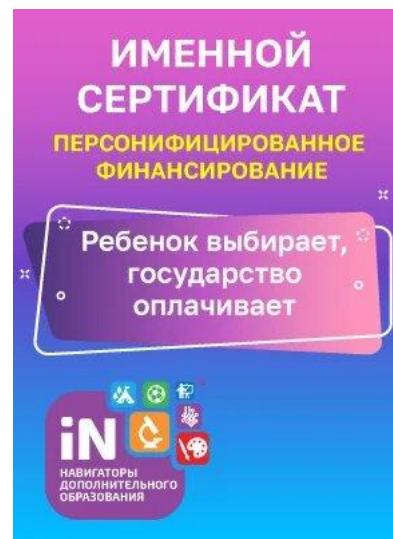 ИМЕННОЙ
СЕРТИФИКАТ
ПЕРСОНИФИЦИРОВАННОЕ
ФИНАНСИРОВАНИЕ
Ребенок выбирает,
государство
оплачивает
iN
НАВИГАТОРЫ
ДОПОЛНИТЕЛЬНОГО
ОБРАЗОВАНИЯ